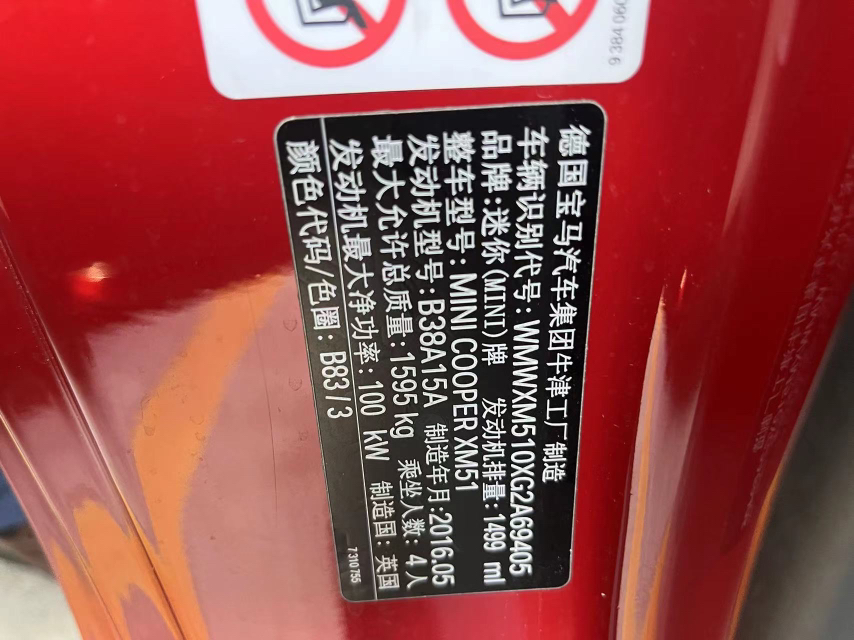 9384060
德国宝马汽车集团牛津工厂制造
车辆识别代号: WMWXM510XG2A69405
品牌:迷你(MINI)牌 发动机排量:1499 ml
整车型号: MINI COOPER XM51
发动机型号:B38A15A 制造年月:2016.05
最大允许总质量:1595 kg 乘坐人数:4人
发动机最大净功率: 100 kW 制造国: 英国
颜色代码/色圈: B83/3
7310755